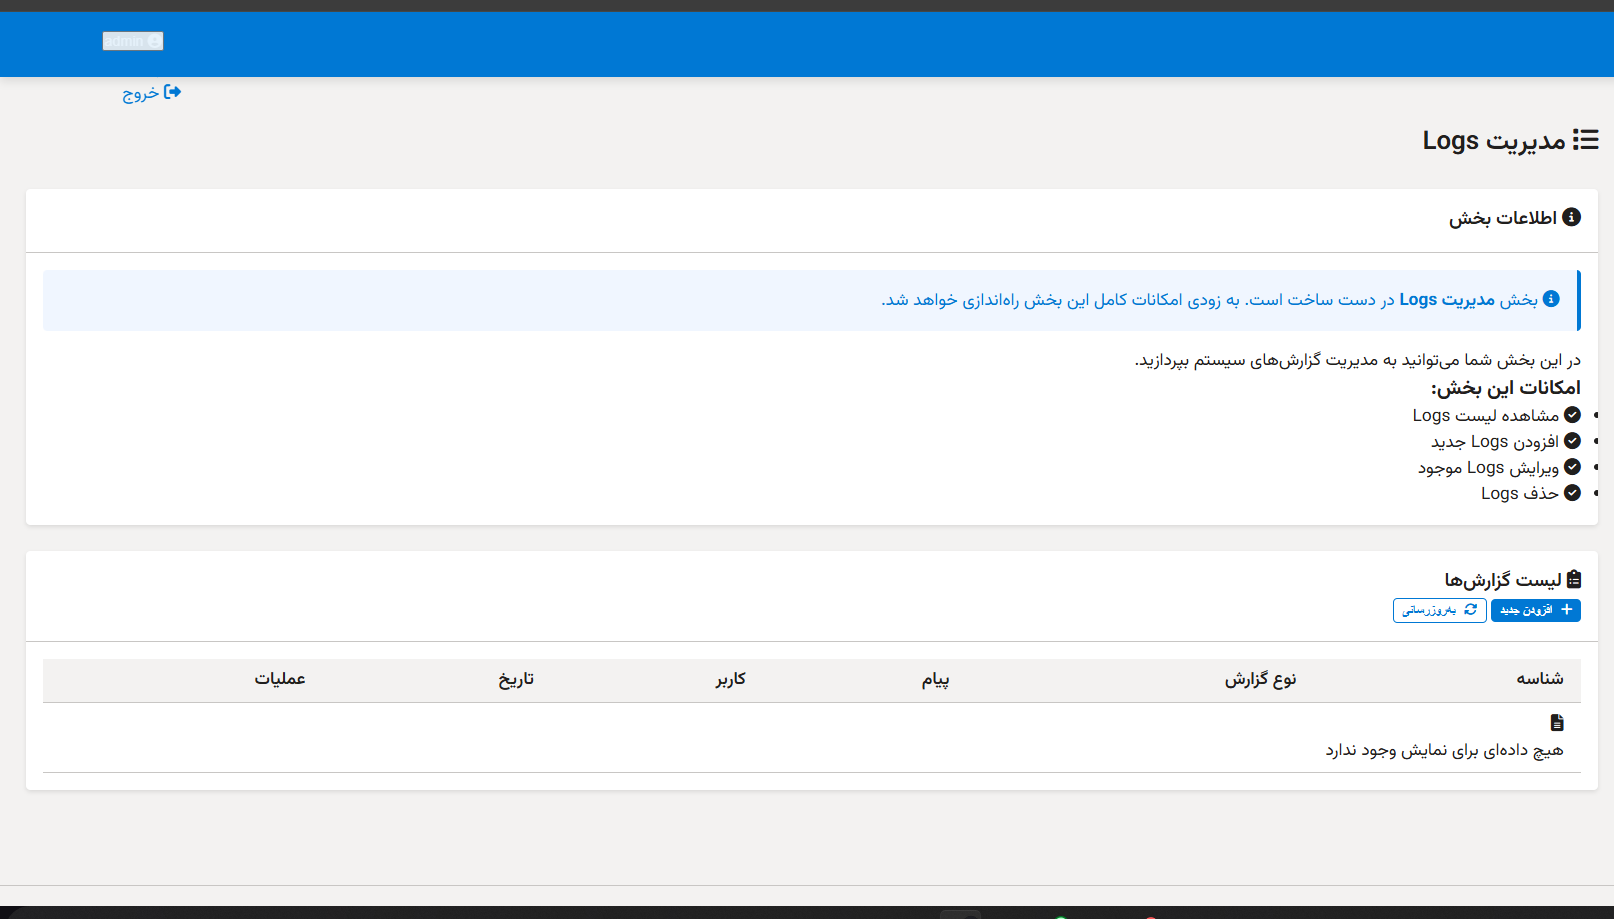 admin
خروج
مدیریت Logs
اطلاعات بخش
بخش مدیریت Logs در دست ساخت است. به زودی امکانات کامل این بخش راه‌اندازی خواهد شد.
در این بخش شما می‌توانید به مدیریت گزارش‌های سیستم بپردازید.
امکانات این بخش:
مشاهده لیست Logs
افزودن Logs جدید
ویرایش Logs موجود
حذف Logs
لیست گزارش‌ها
افزودن جدید به‌روزرسانی
شناسه نوع گزارش پیام کاربر تاریخ عملیات
هیچ داده‌ای برای نمایش وجود ندارد